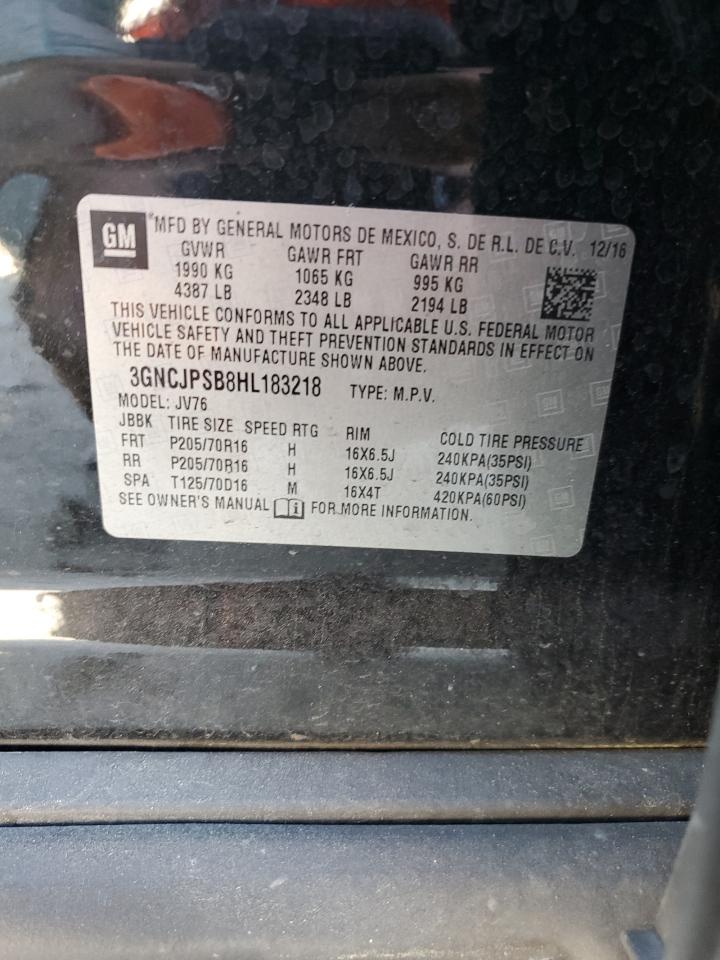 GM *MFD BY GENERAL MOTORS DE MEXICO, S. DE R.L. DE C.V. 12/16
GVWR GAWR FRT GAWR RR
1990 KG 1065 KG 995 KG
4387 LB 2348 LB 2194 LB
THIS VEHICLE CONFORMS TO ALL APPLICABLE U.S. FEDERAL MOTOR
VEHICLE SAFETY AND THEFT PREVENTION STANDARDS IN EFFECT ON
THE DATE OF MANUFACTURE SHOWN ABOVE.
3GNCJPSB8HL183218 TYPE: M.P.V.
MODEL: JV76
JBBK TIRE SIZE SPEED RTG RIM COLD TIRE PRESSURE
FRT P205/70R16 H 16X6.5J 240KPA(35PSI)
RR P205/70R16 H 16X6.5J 240KPA(35PSI)
SPA T125/70D16 M 16X4T 420KPA(60PSI)
SEE OWNER'S MANUAL i FOR MORE INFORMATION.